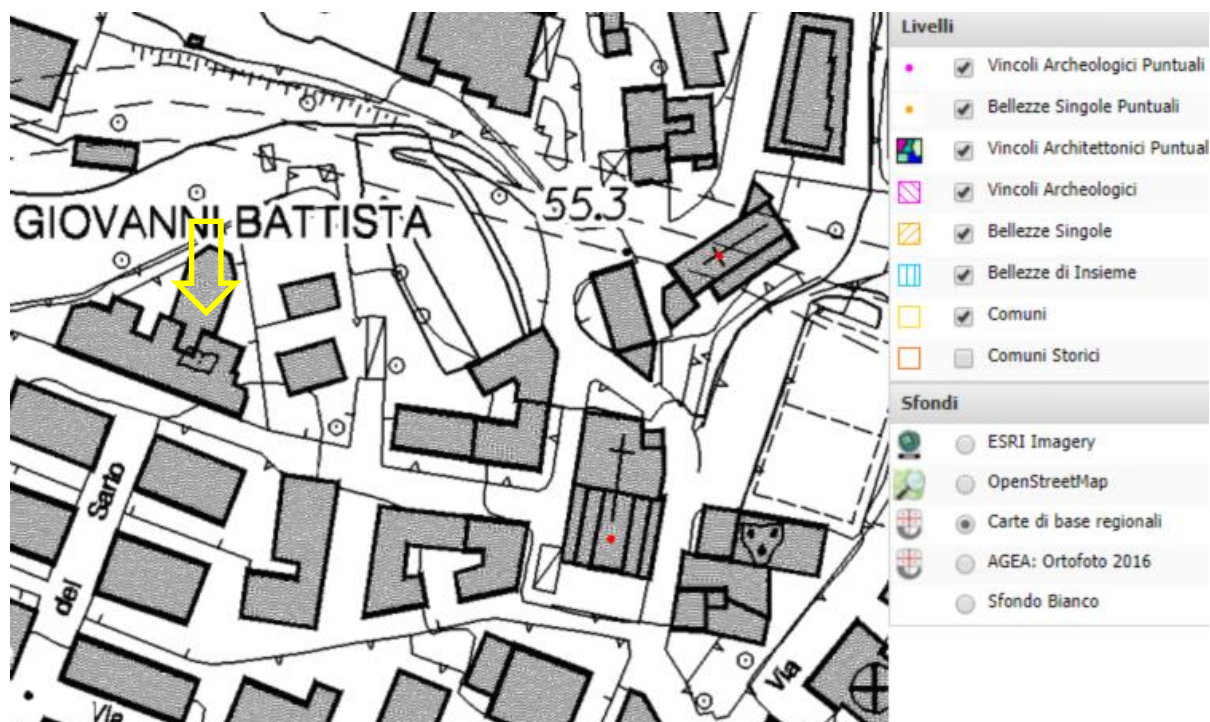 GIOVANNI BATTISTA
55.3
Sario
del
Via
Via
Livelli
Vincoli Archeologici Puntuali
Bellezze Singole Puntuali
Vincoli Architettonici Puntual
Vincoli Archeologici
Bellezze Singole
Bellezze di Insieme
Comuni
Comuni Storici
Sfondi
ESRI Imagery
OpenStreetMap
Carte di base regionali
AGEA: Ortofoto 2016
Sfondo Bianco